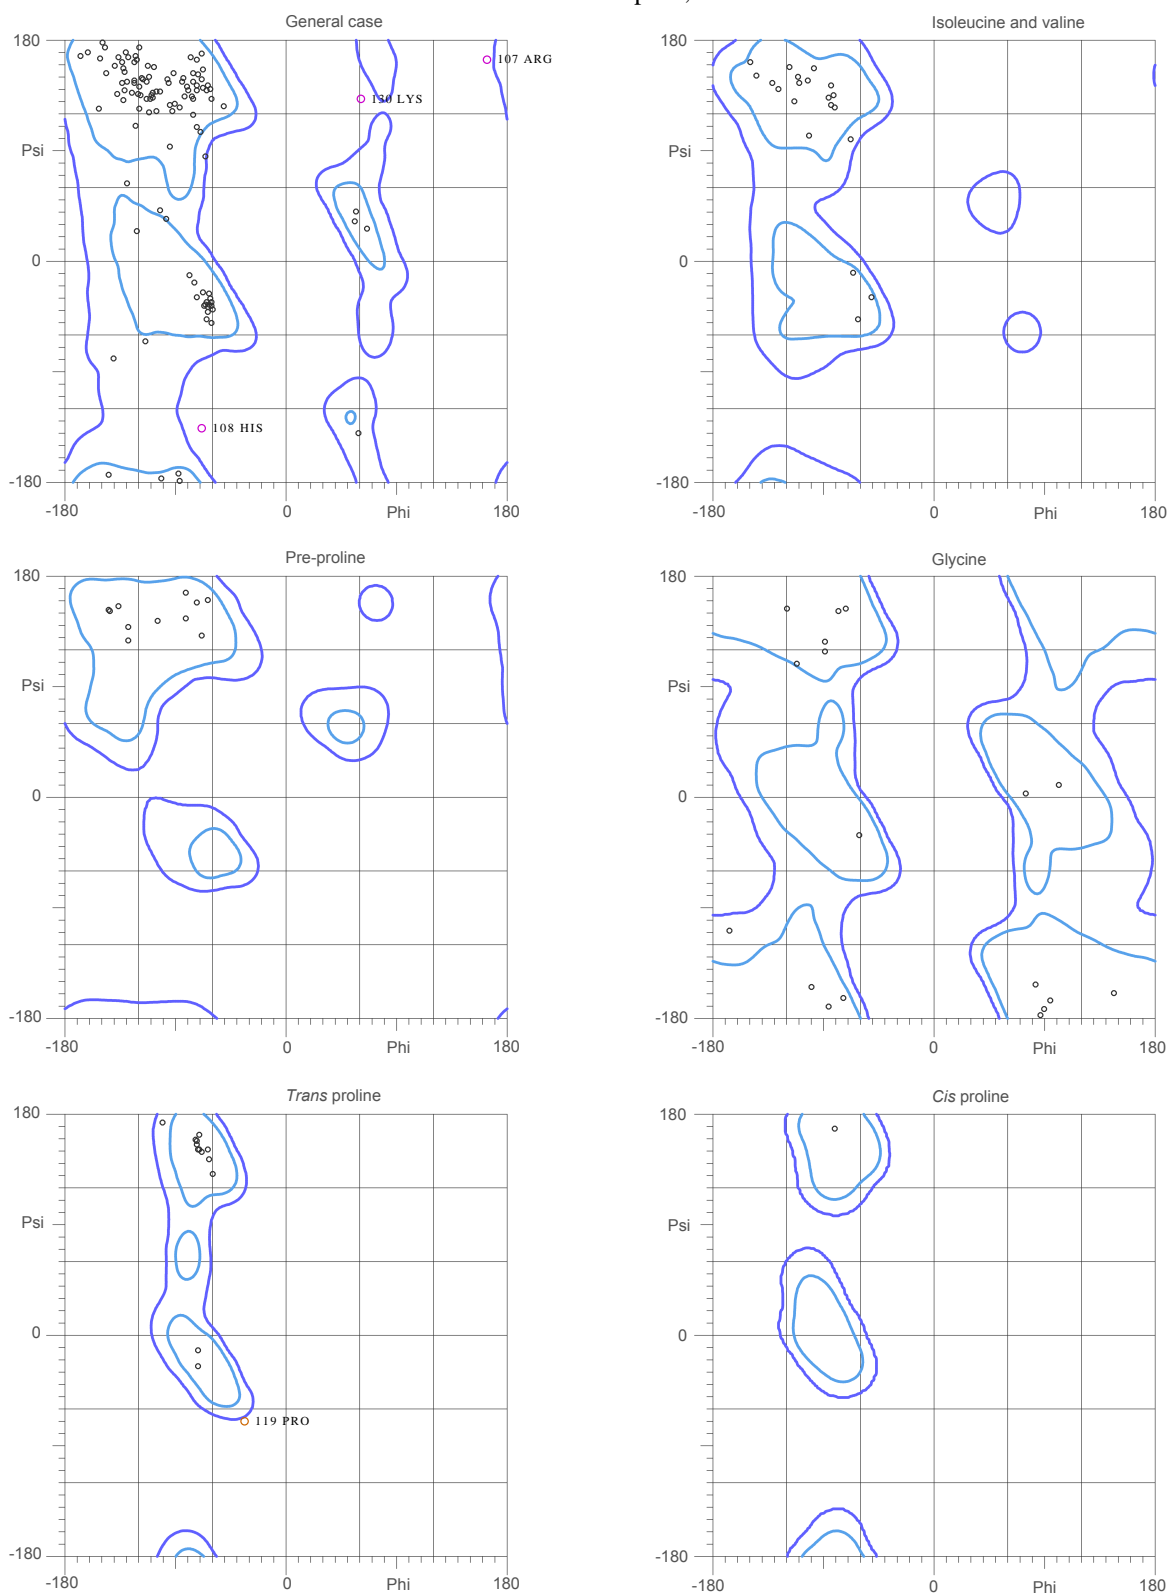 General case
180
Psi
0
-180
-180
0
Phi
180
107 ARG
130 LYS
108 HIS
Isoleucine and valine
180
Psi
0
-180
-180
0
Phi
180
Pre-proline
180
Psi
0
-180
-180
0
Phi
180
Glycine
180
Psi
0
-180
-180
0
Phi
180
Trans proline
180
Psi
0
-180
-180
0
Phi
180
119 PRO
Cis proline
180
Psi
0
-180
-180
0
Phi
180